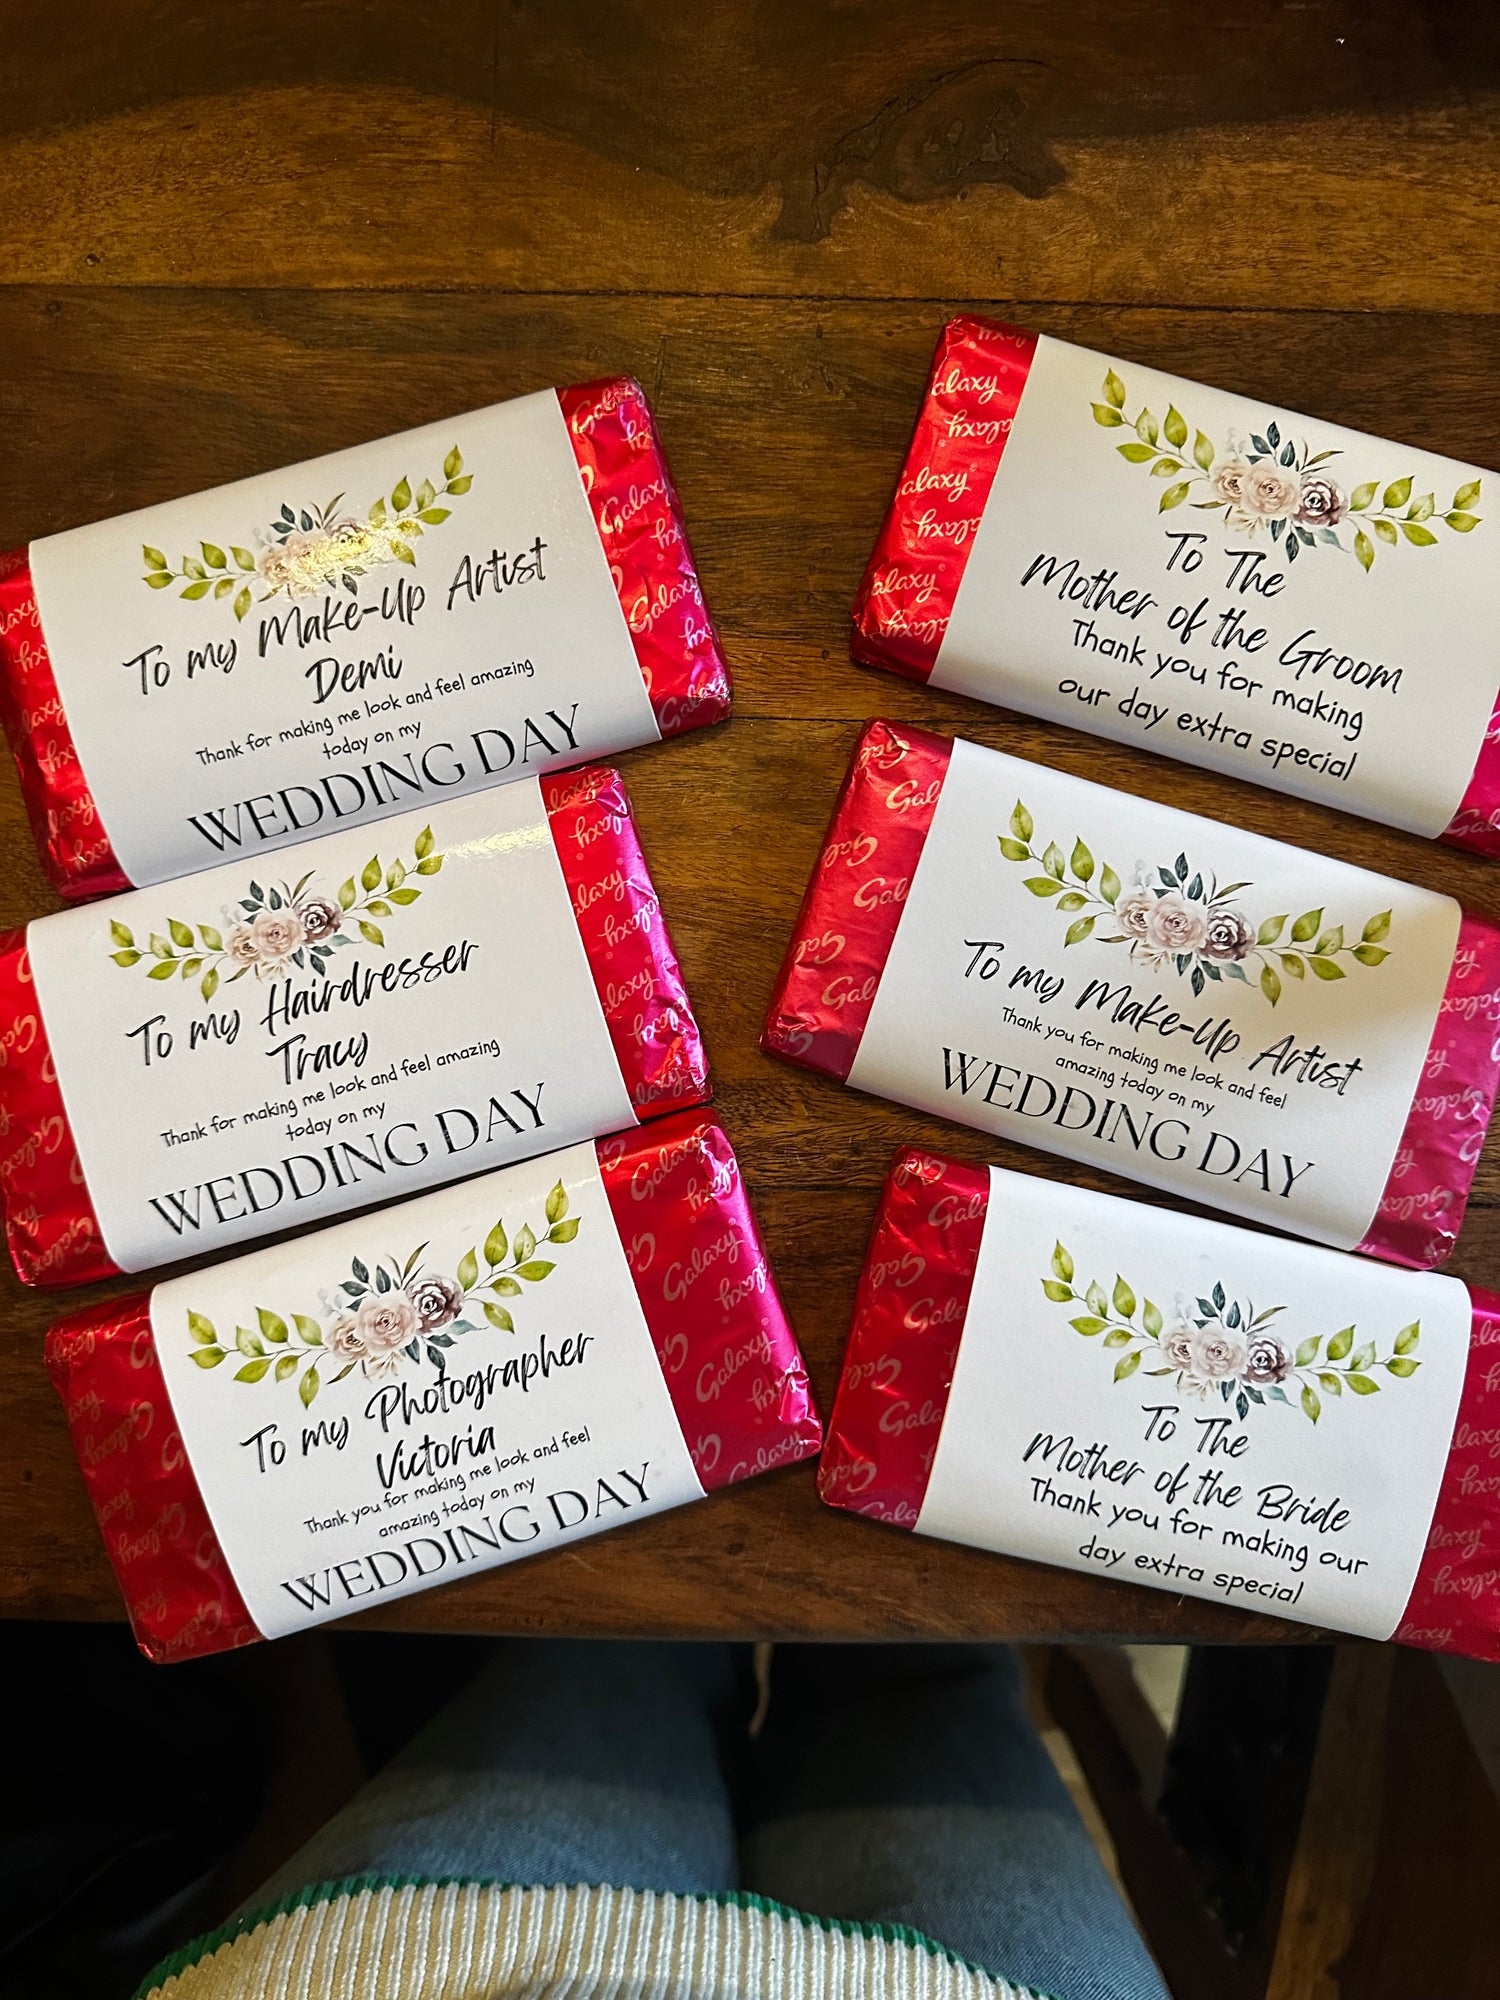 To my Make-Up Artist
Demi
Thank for making me look and feel amazing
today on my
WEDDING DAY
To my Hairdresser
Tracy
Thank for making me look and feel amazing
today on my
WEDDING DAY
To my Photographer
Victoria
Thank you for making me look and feel
amazing today on my
WEDDING DAY
To The
Mother of the Groom
Thank you for making
our day extra special
To my Make-Up Artist
Thank you for making me look and feel
amazing today on my
WEDDING DAY
To The
Mother of the Bride
Thank you for making our
day extra special
Galaxy
Galaxy
Galaxy
Galaxy
Galaxy